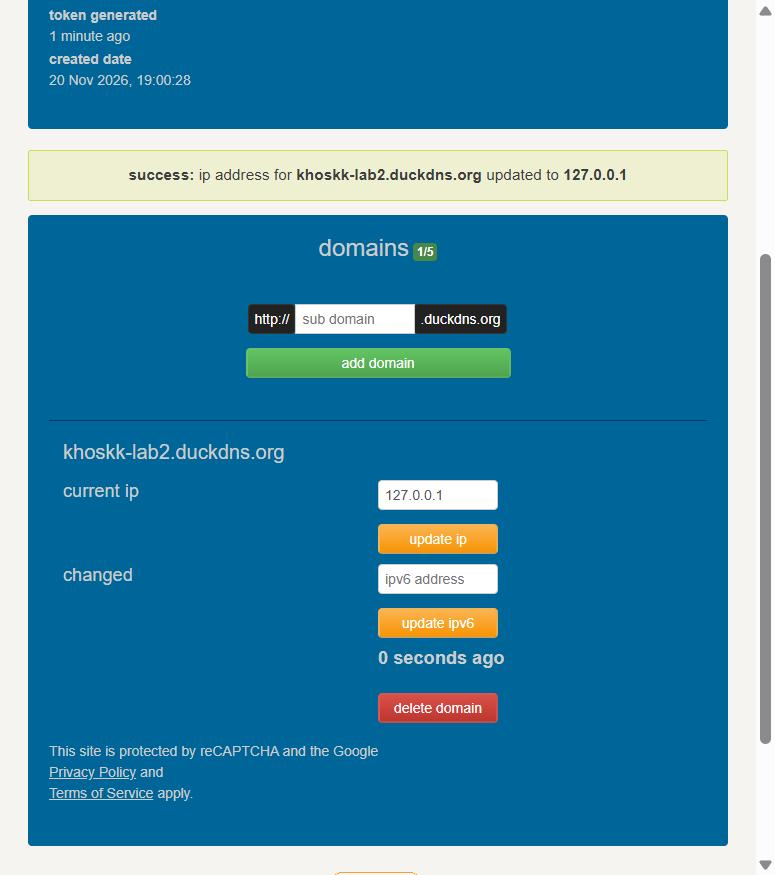 token generated
1 minute ago
created date
20 Nov 2026, 19:00:28
success: ip address for khoskk-lab2.duckdns.org updated to 127.0.0.1
domains 1/5
http:// sub domain .duckdns.org
add domain
khoskk-lab2.duckdns.org
current ip 127.0.0.1
update ip
changed ipv6 address
update ipv6
0 seconds ago
delete domain
This site is protected by reCAPTCHA and the Google
Privacy Policy and
Terms of Service apply.